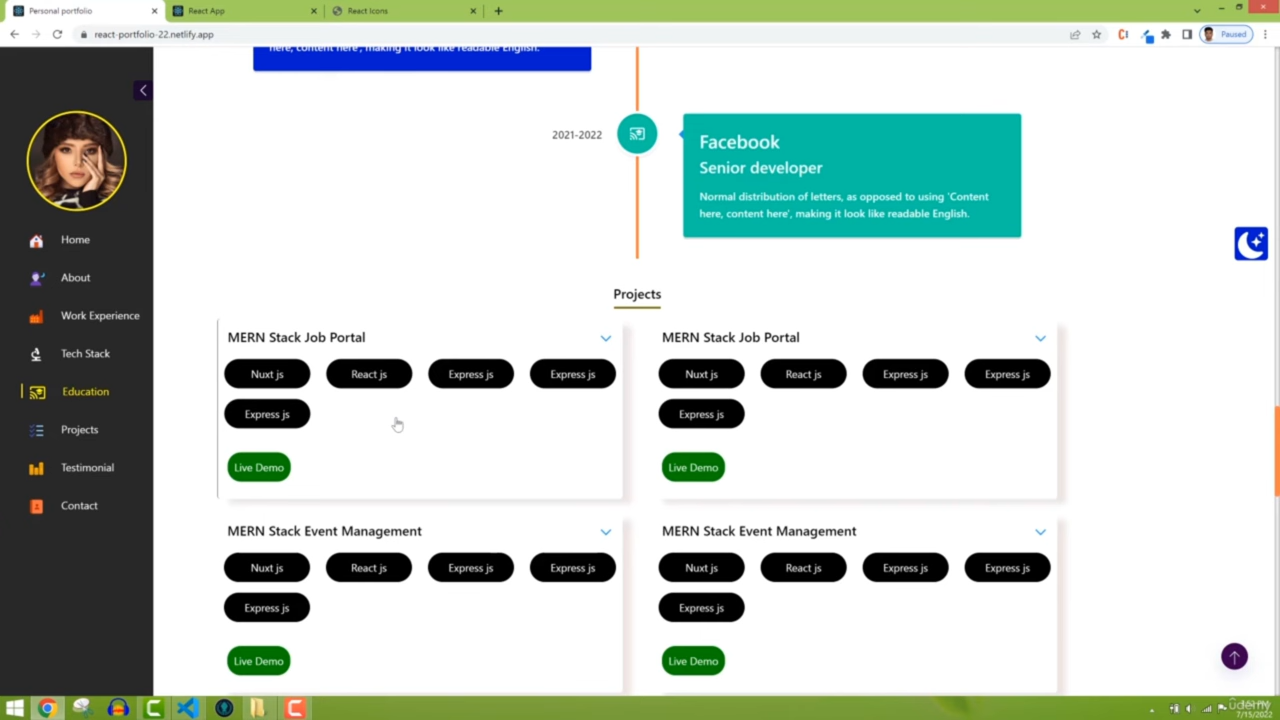 Personal portfolio
React App
React Icons
react-portfolio-22.netlify.app
Paused
here, content here', making it look like readable English.
2021-2022
Facebook
Senior developer
Normal distribution of letters, as opposed to using 'Content
here, content here', making it look like readable English.
Home
About
Work Experience
Tech Stack
Education
Projects
Testimonial
Contact
Projects
MERN Stack Job Portal
Nuxt js
React js
Express js
Express js
Express js
Live Demo
MERN Stack Job Portal
Nuxt js
React js
Express js
Express js
Express js
Live Demo
MERN Stack Event Management
Nuxt js
React js
Express js
Express js
Express js
Live Demo
MERN Stack Event Management
Nuxt js
React js
Express js
Express js
Express js
Live Demo
udemy
7/15/2022